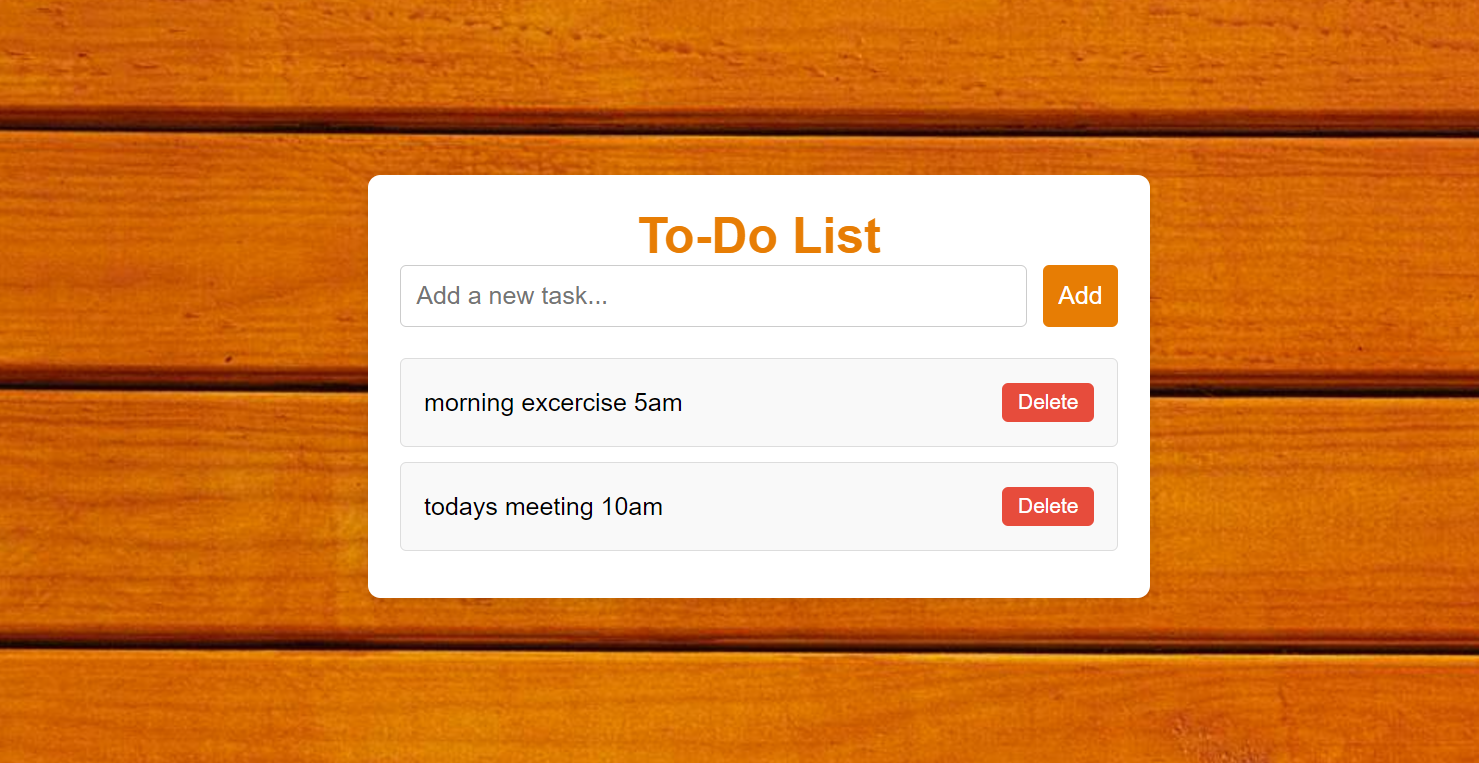 To-Do List
Add a new task...
Add
morning excercise 5am
Delete
todays meeting 10am
Delete